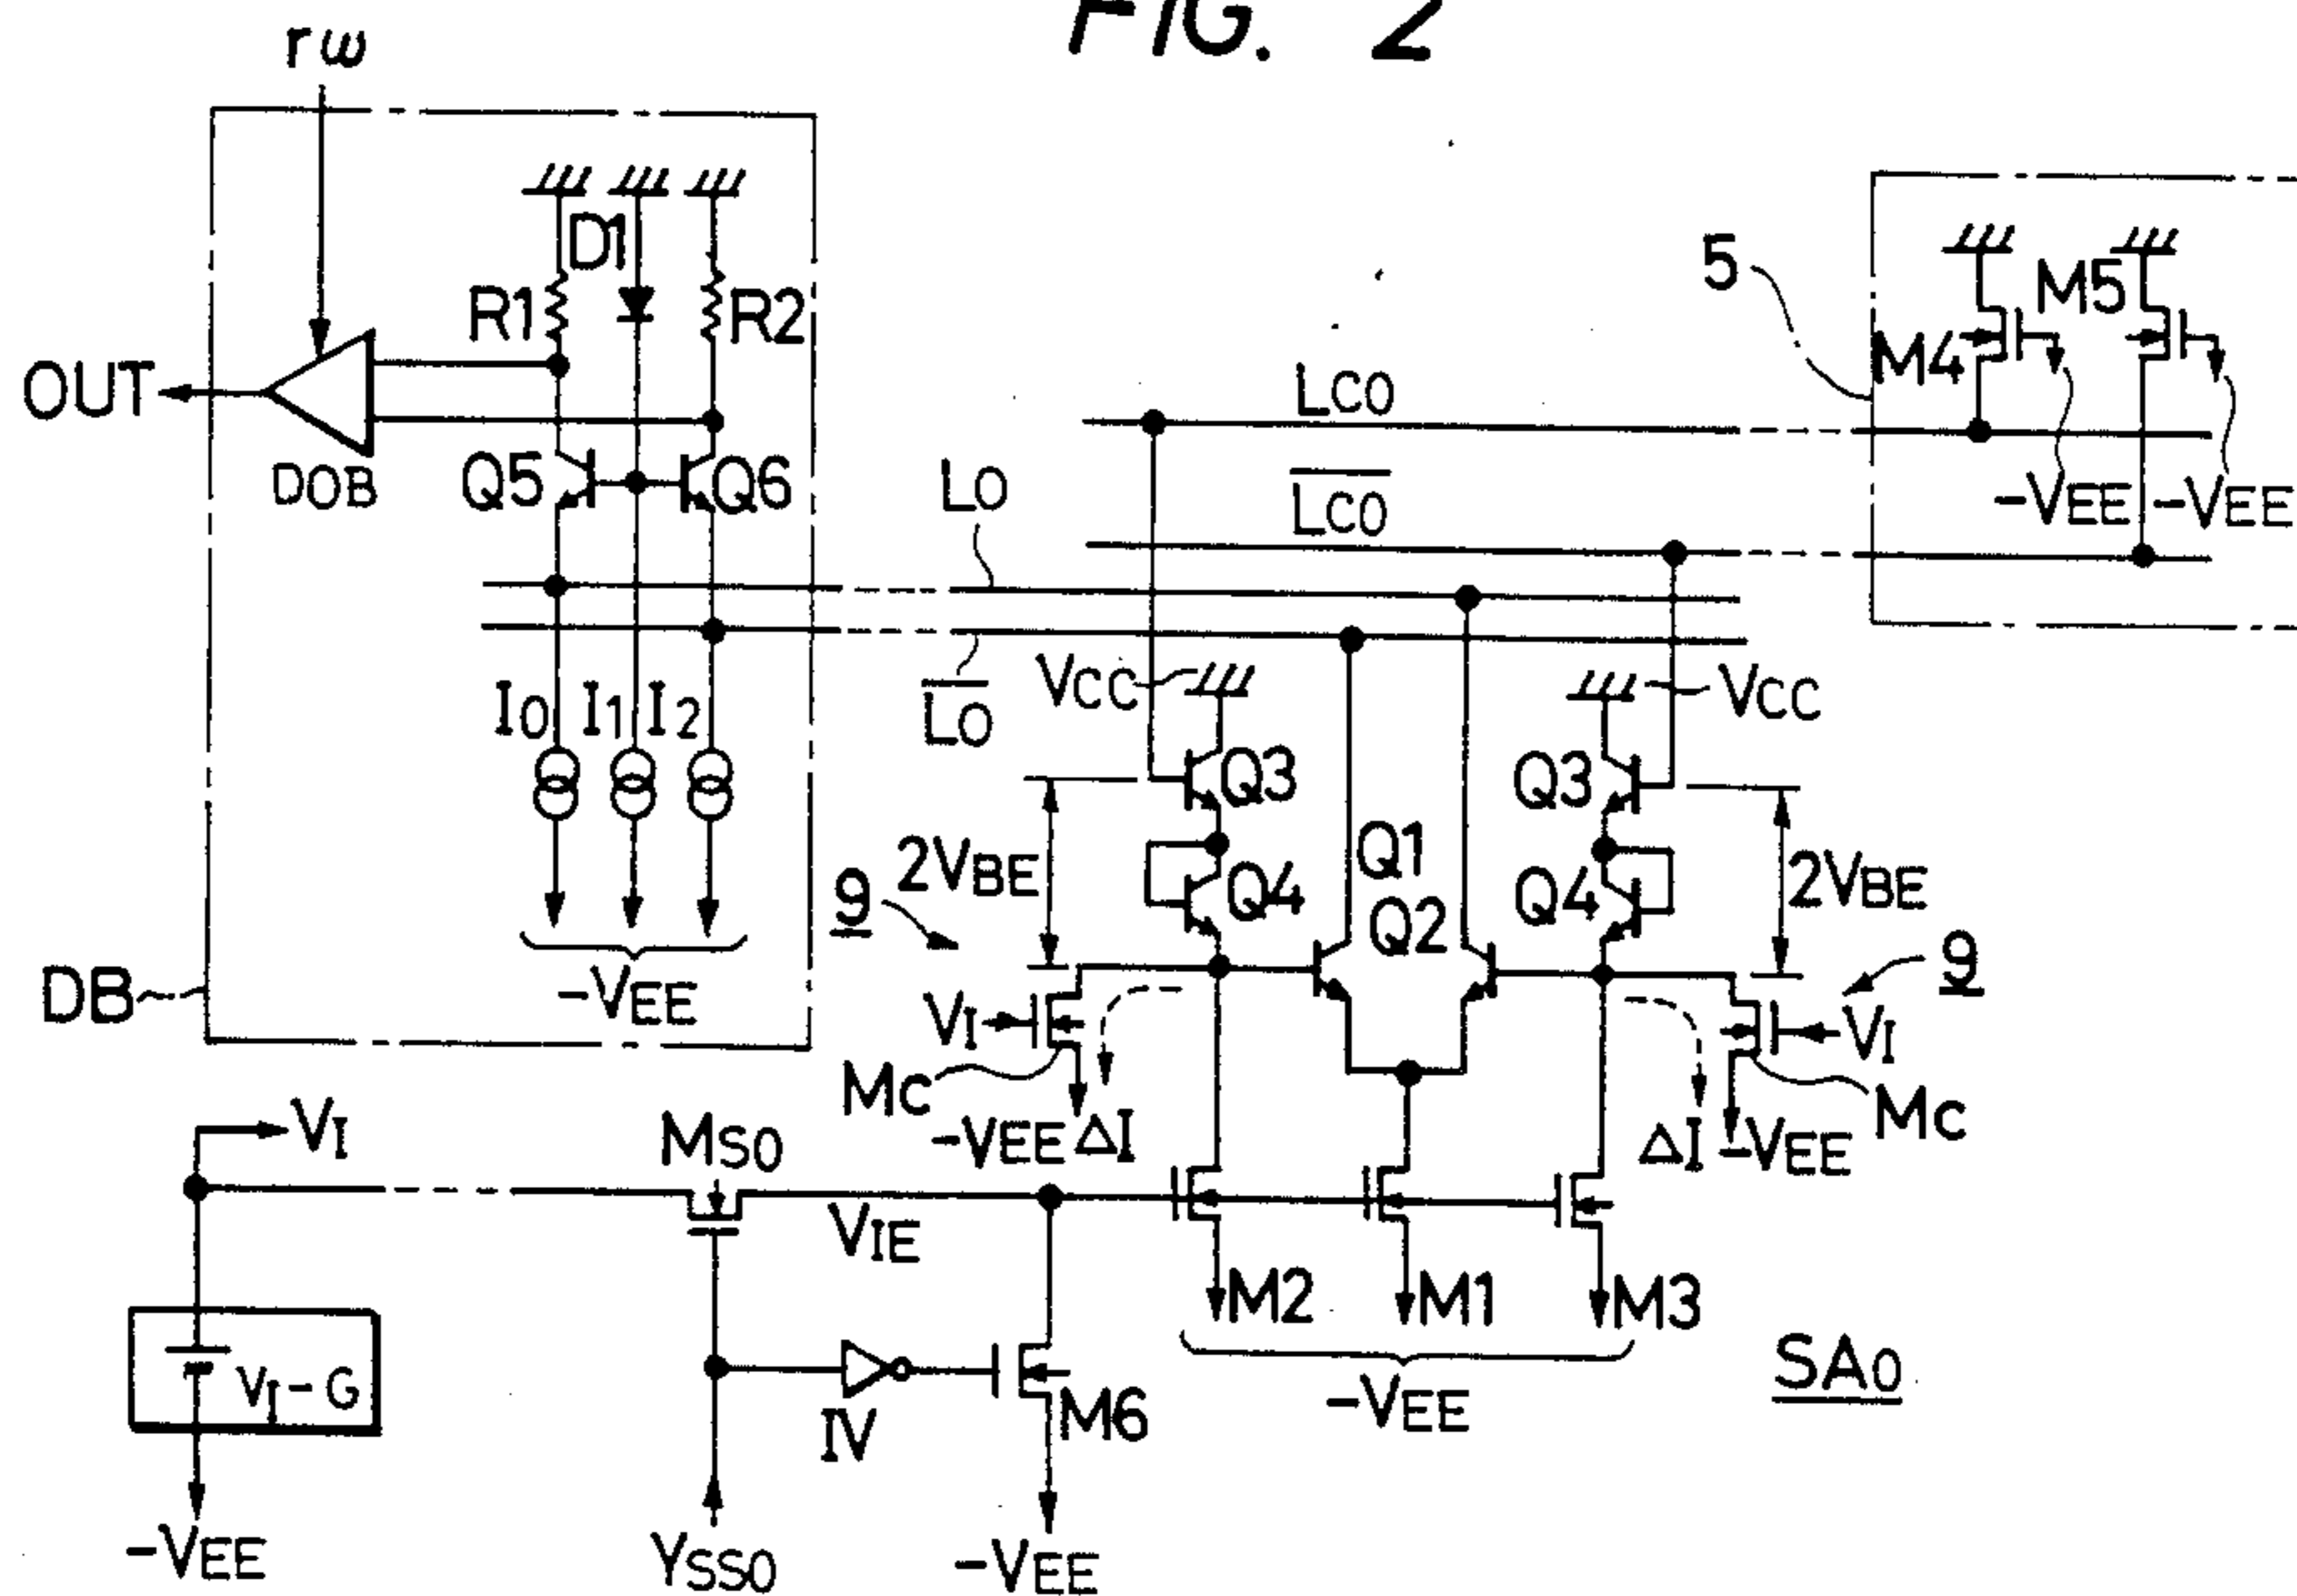 FIG. 2
rω
D1
R1
R2
OUT
DOB
Q5
Q6
5
M4
M5
-VEE
-VEE
LC0
LC0
L0
L0
I0
I1
I2
-VEE
DB
VCC
VCC
Q3
Q3
Q4
Q4
Q1
Q2
2VBE
2VBE
9
9
VI
VI
MC
MC
-VEE
ΔI
ΔI
-VEE
VI
MS0
VIE
M2
M1
M3
-VEE
SA0
VI-G
IV
M6
-VEE
YSS0
-VEE